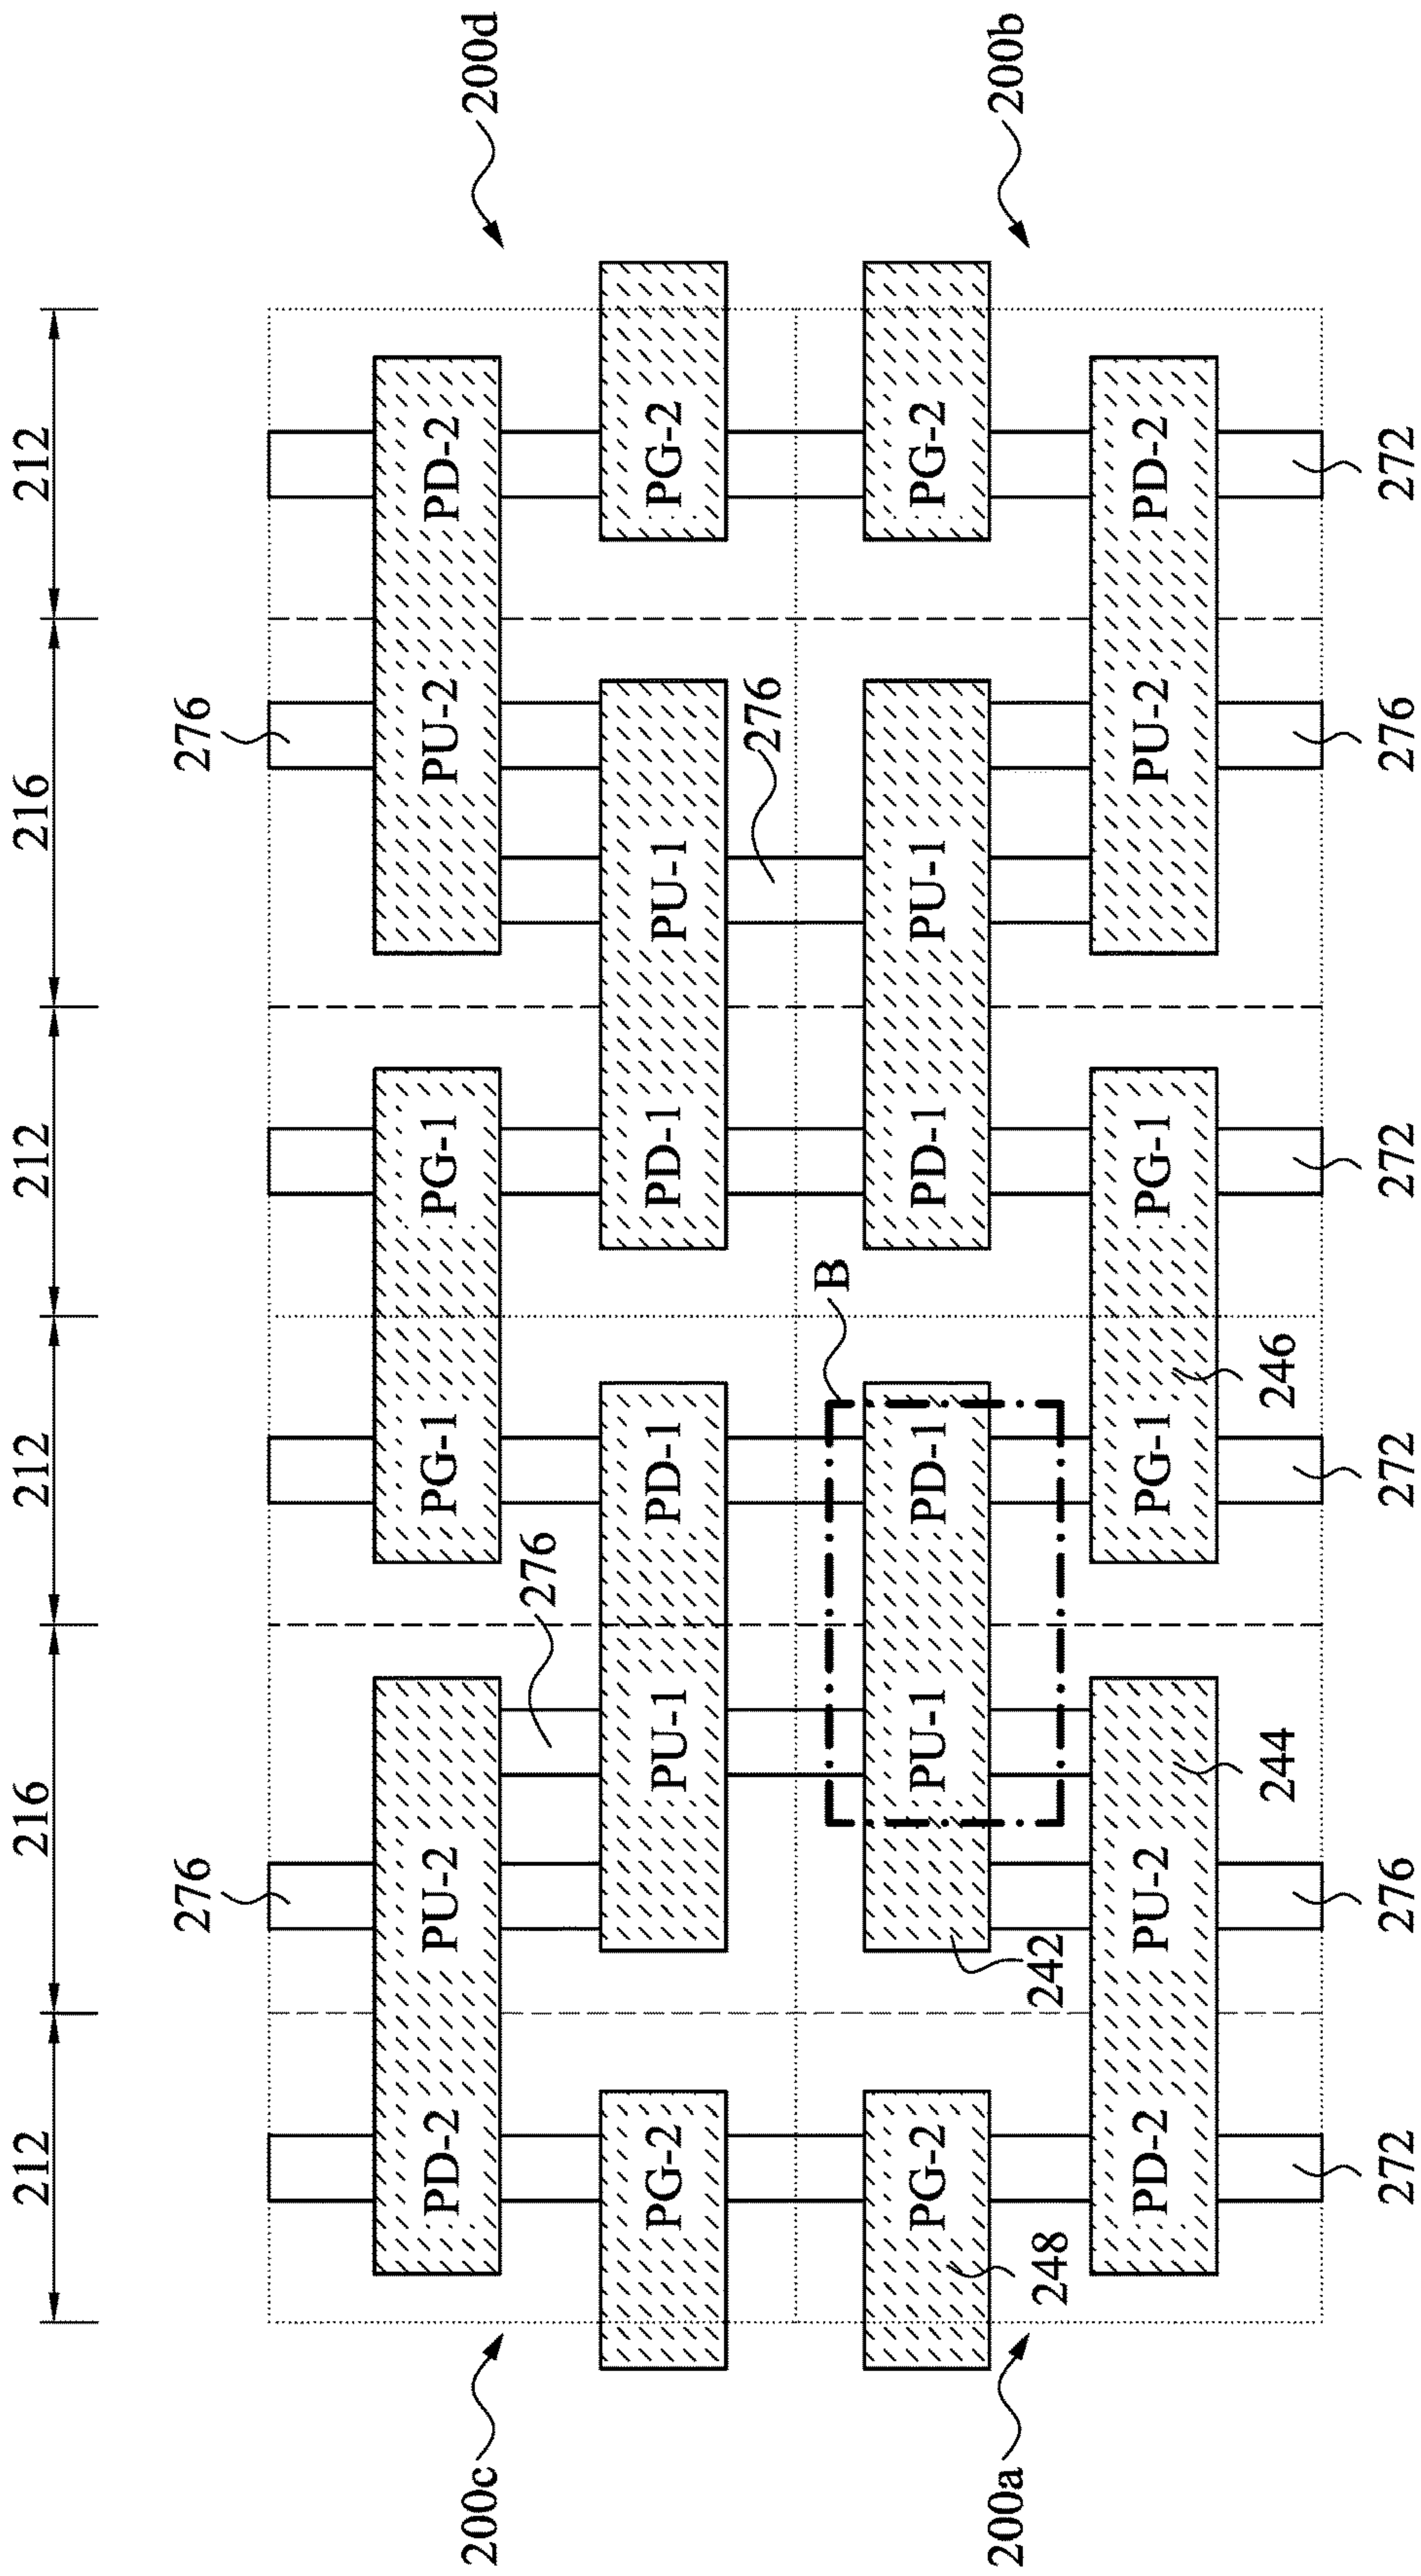 212 216 212 212 216 212
276 276
PD-2 PU-2 PG-1 PG-1 PU-2 PD-2
200c 200d
276
PG-2 PU-1 PD-1 PD-1 PU-1 PG-2
276
B
PG-2 PU-1 PD-1 PD-1 PU-1 PG-2
200a 200b
248 242
PD-2 PU-2 PG-1 PG-1 PU-2 PD-2
244 246
272 276 272 272 276 272